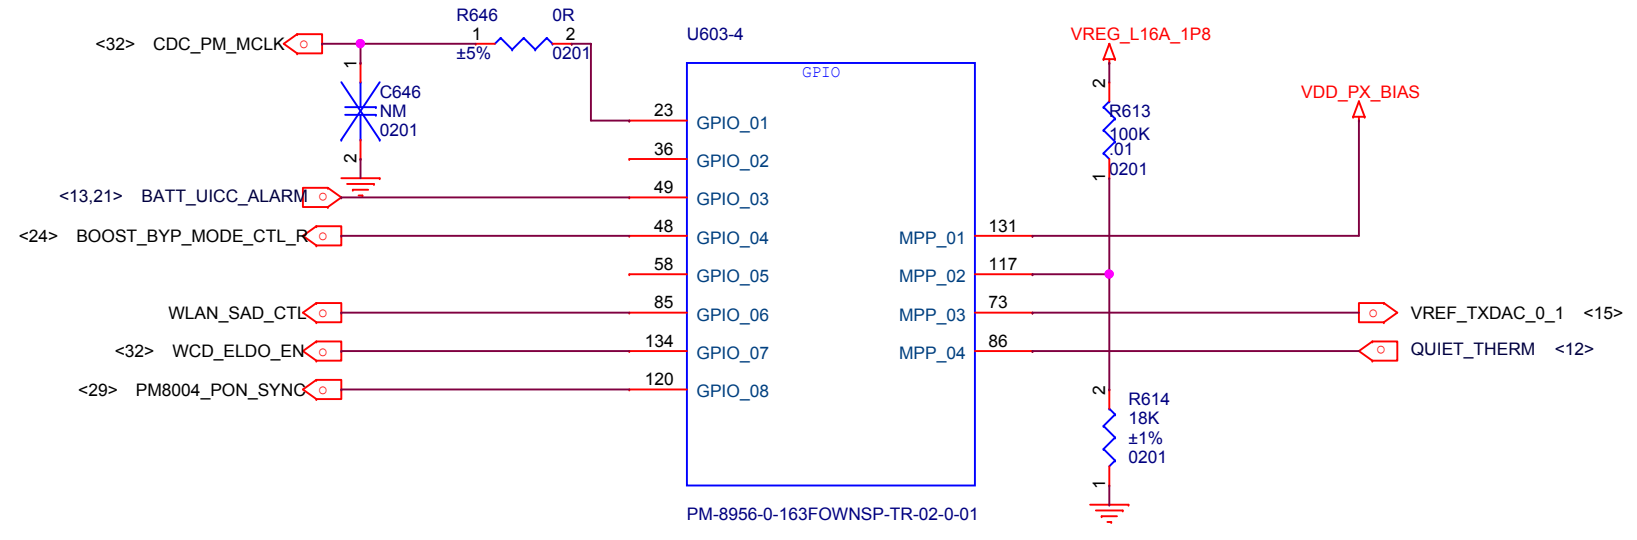 R646 0R
<32> CDC_PM_MCLK 1 2
±5% 0201
U603-4
VREG_L16A_1P8
GPIO
1
C646
NM
0201
2
2
R613
100K
.01
0201
1
VDD_PX_BIAS
23 GPIO_01
36 GPIO_02
<13,21> BATT_UICC_ALARM 49 GPIO_03
<24> BOOST_BYP_MODE_CTL_R 48 GPIO_04 MPP_01 131
58 GPIO_05 MPP_02 117
WLAN_SAD_CTL 85 GPIO_06 MPP_03 73 VREF_TXDAC_0_1 <15>
<32> WCD_ELDO_EN 134 GPIO_07 MPP_04 86 QUIET_THERM <12>
<29> PM8004_PON_SYNC 120 GPIO_08
2
R614
18K
±1%
0201
1
PM-8956-0-163FOWNSP-TR-02-0-01